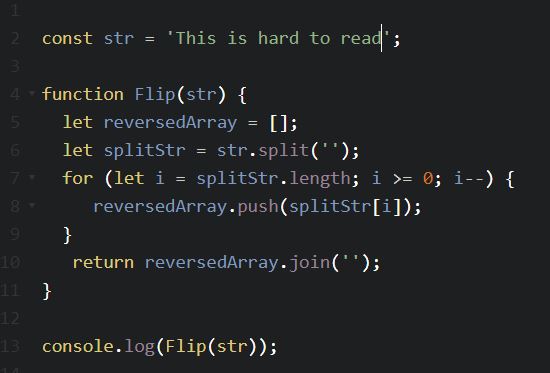 1
2 const str = 'This is hard to read';
3
4 function Flip(str) {
5 let reversedArray = [];
6 let splitStr = str.split('');
7 for (let i = splitStr.length; i >= 0; i--) {
8 reversedArray.push(splitStr[i]);
9 }
10 return reversedArray.join('');
11 }
12
13 console.log(Flip(str));